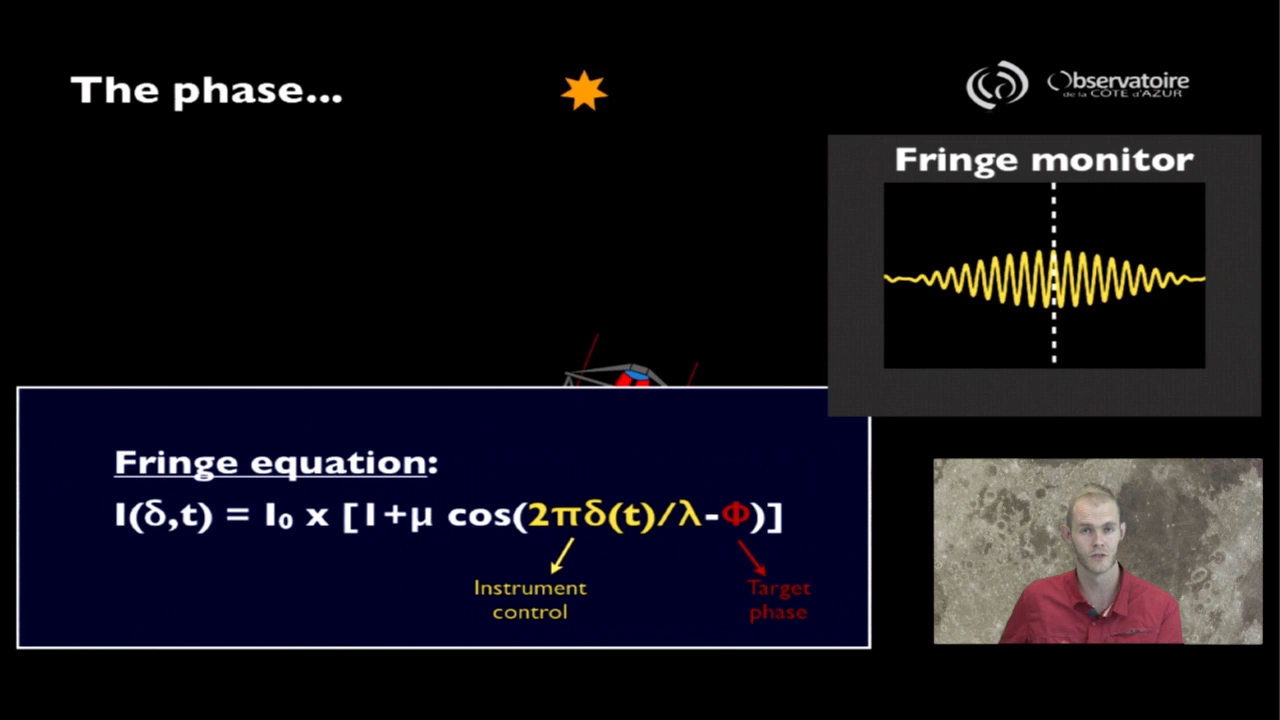 The phase...
Observatoire
de la CÔTE d'AZUR
Fringe monitor
Fringe equation:
I(δ,t) = I₀ x [1+μ cos(2πδ(t)/λ-Φ)]
Instrument
control
Target
phase